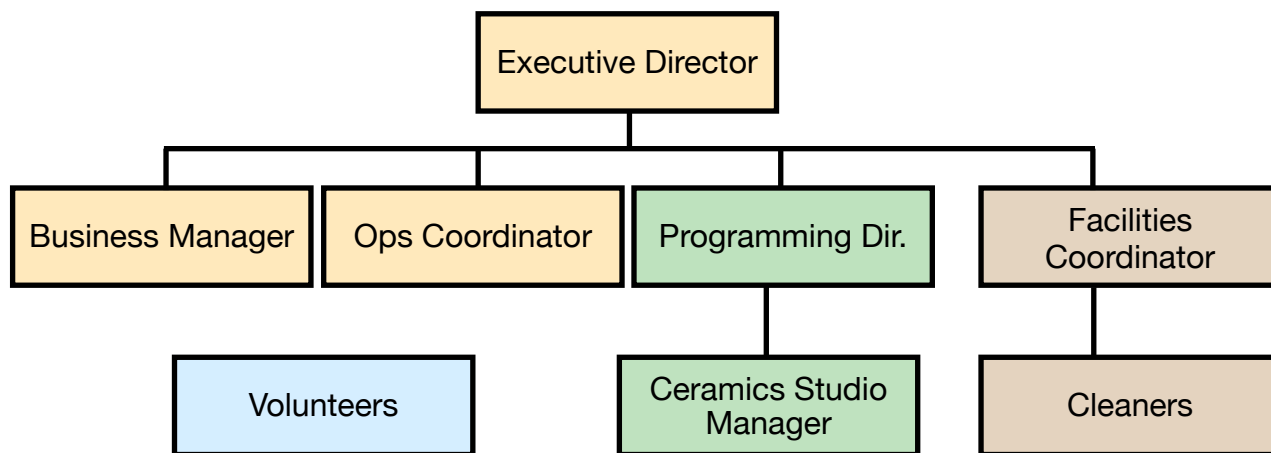 Executive Director
Business Manager
Ops Coordinator
Programming Dir.
Facilities
Coordinator
Volunteers
Ceramics Studio
Manager
Cleaners